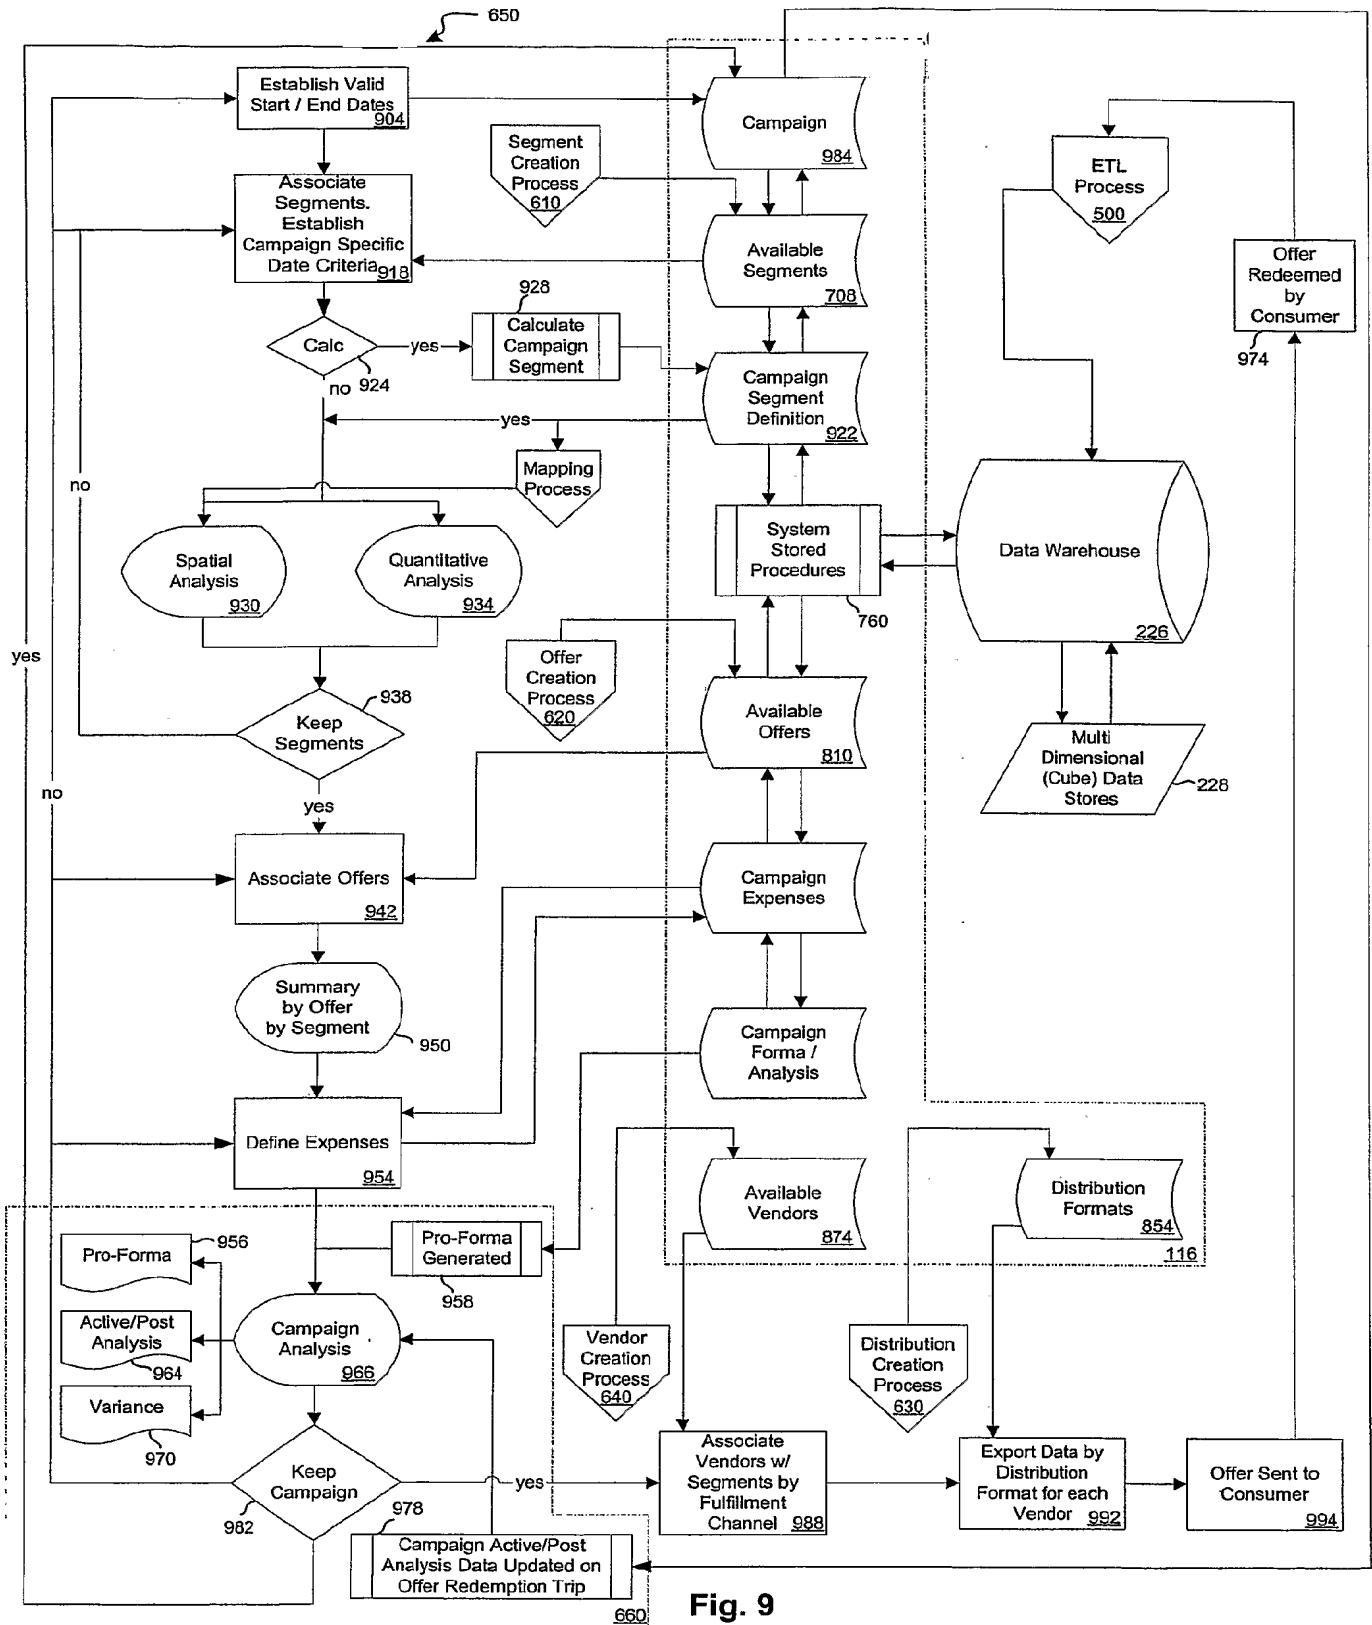 650
Establish Valid
Start / End Dates
904
Campaign
984
Segment
Creation
Process
610
ETL
Process
500
Associate
Segments.
Establish
Campaign Specific
Date Criteria
918
Available
Segments
708
Offer
Redeemed
by
Consumer
974
928
Calc
924
yes
no
Calculate
Campaign
Segment
Campaign
Segment
Definition
922
yes
Mapping
Process
no
Spatial
Analysis
930
Quantitative
Analysis
934
System
Stored
Procedures
760
Data Warehouse
226
yes
Offer
Creation
Process
620
938
Keep
Segments
Available
Offers
810
Multi
Dimensional
(Cube) Data
Stores
228
no
yes
Associate Offers
942
Campaign
Expenses
Summary
by Offer
by Segment
950
Campaign
Forma /
Analysis
Define Expenses
954
Available
Vendors
874
Distribution
Formats
854
116
956
Pro-Forma
Pro-Forma
Generated
958
Active/Post
Analysis
964
Campaign
Analysis
966
Vendor
Creation
Process
640
Distribution
Creation
Process
630
Variance
970
Keep
Campaign
982
yes
Associate
Vendors w/
Segments by
Fulfillment
Channel
988
Export Data by
Distribution
Format for each
Vendor
992
Offer Sent to
Consumer
994
978
Campaign Active/Post
Analysis Data Updated on
Offer Redemption Trip
660
Fig. 9